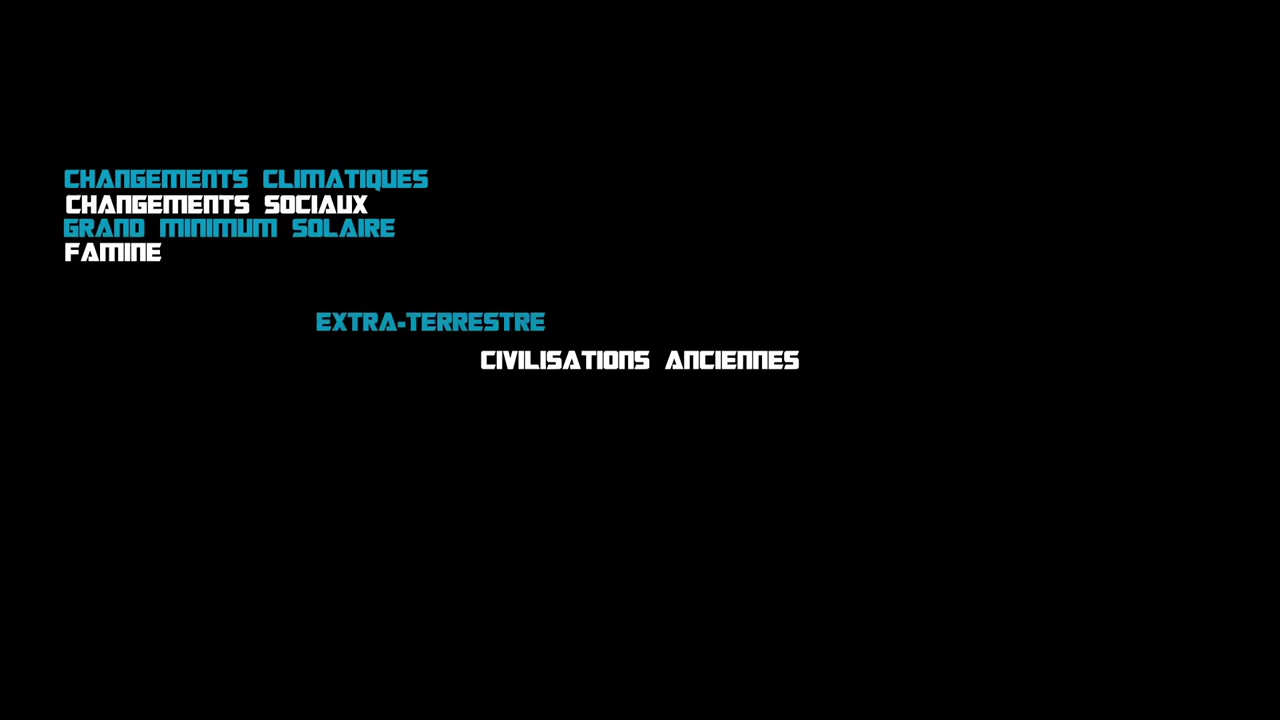 CHANGEMENTS CLIMATIQUES
CHANGEMENTS SOCIAUX
GRAND MINIMUM SOLAIRE
FAMINE
EXTRA-TERRESTRE
CIVILISATIONS ANCIENNES